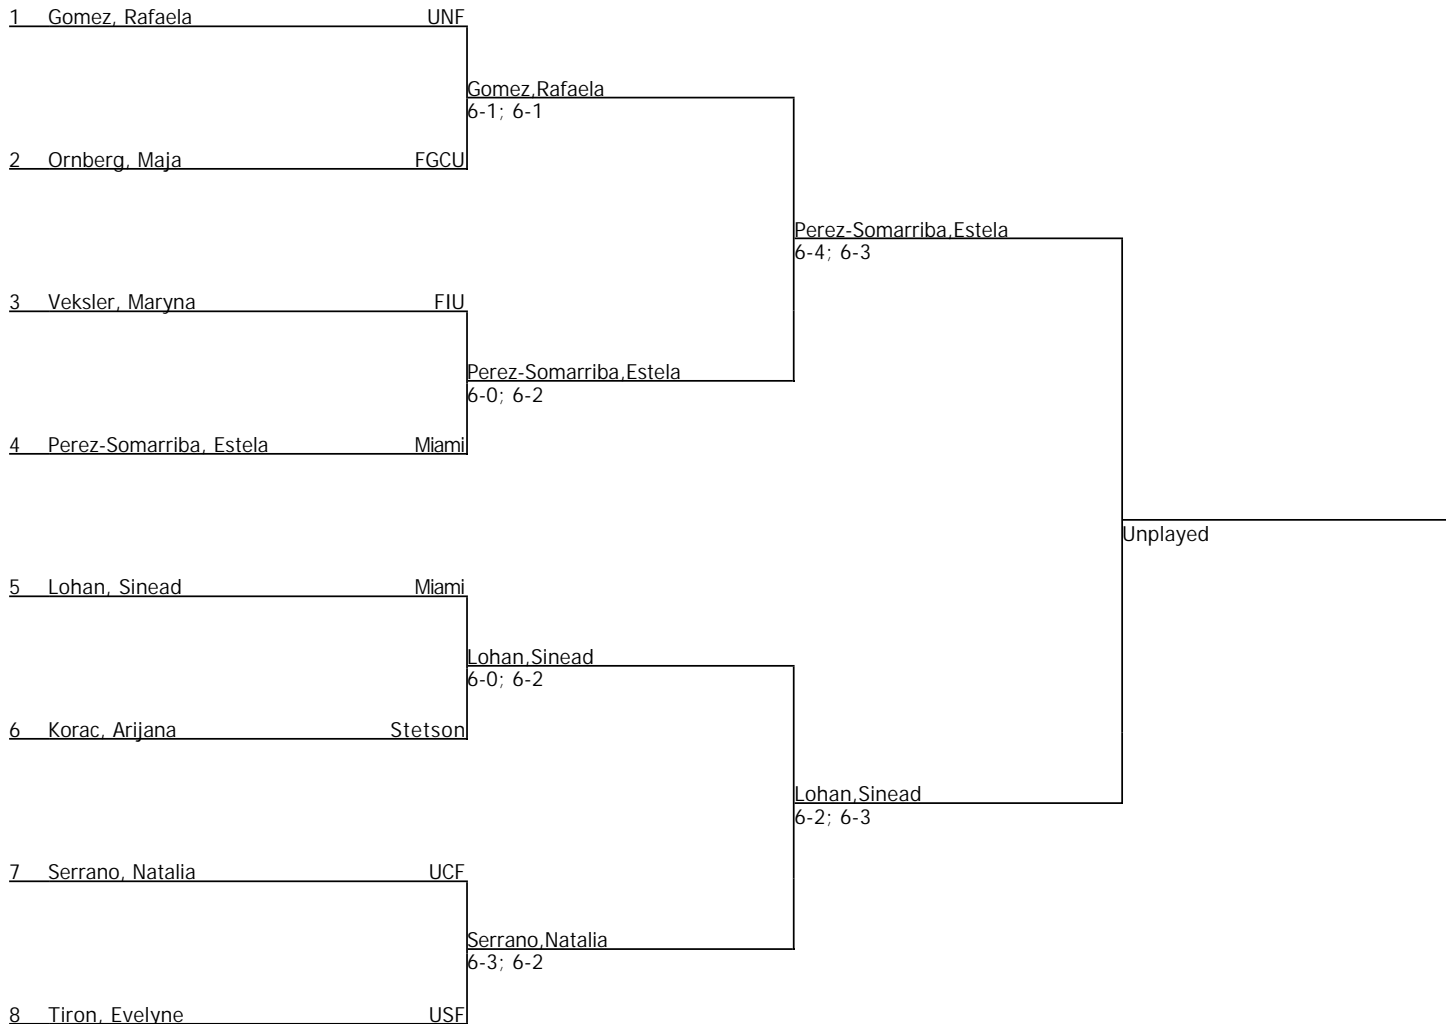 1 Gomez, Rafaela UNF
Gomez,Rafaela
6-1; 6-1
2 Ornberg, Maja FGCU
Perez-Somarriba,Estela
6-4; 6-3
3 Veksler, Maryna FIU
Perez-Somarriba,Estela
6-0; 6-2
4 Perez-Somarriba, Estela Miami
Unplayed
5 Lohan, Sinead Miami
Lohan,Sinead
6-0; 6-2
6 Korac, Arijana Stetson
Lohan,Sinead
6-2; 6-3
7 Serrano, Natalia UCF
Serrano,Natalia
6-3; 6-2
8 Tiron, Evelyne USF